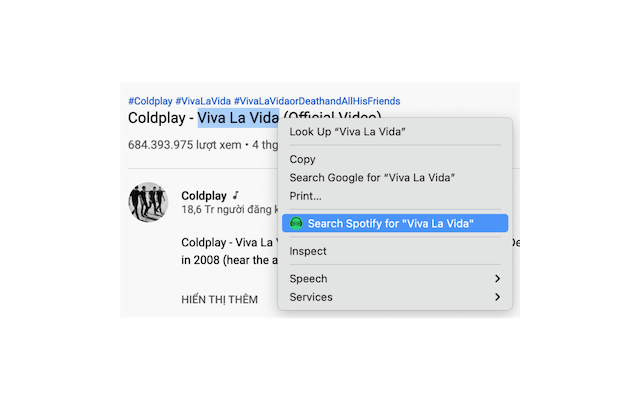 #Coldplay #VivaLaVida #VivaLaVidaorDeathandAllHisFriends
Coldplay - Viva La Vida (Official Video)
684.393.975 lượt xem • 4 thg
Coldplay
18,6 Tr người đăng k
Coldplay - Viva La V
in 2008 (hear the a
HIỂN THỊ THÊM
Look Up “Viva La Vida”
Copy
Search Google for “Viva La Vida”
Print...
Search Spotify for "Viva La Vida"
Inspect
Speech
Services